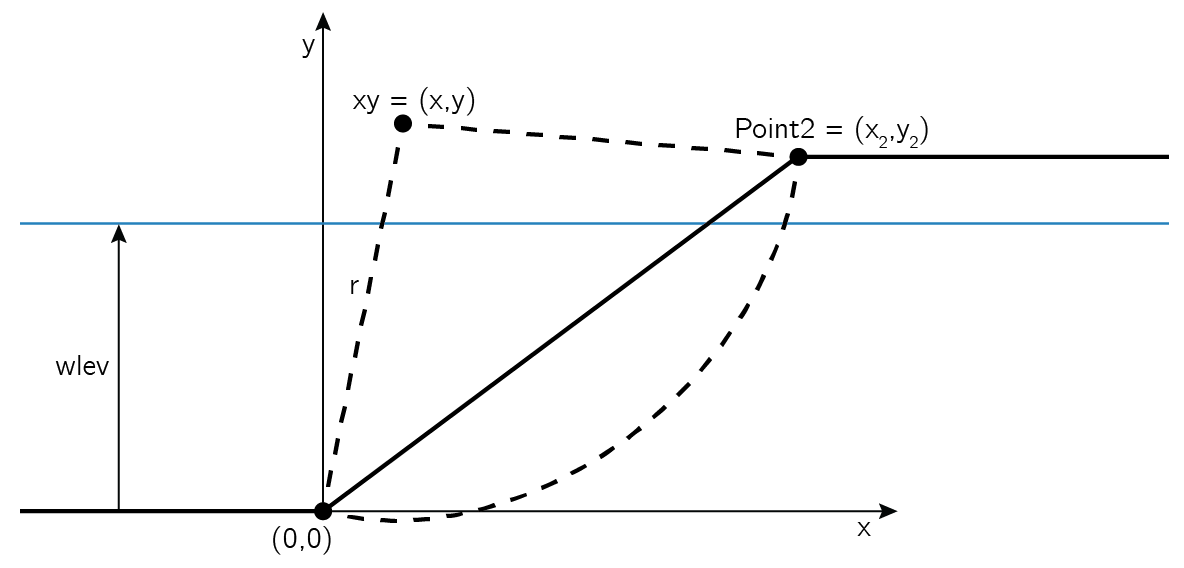 y
xy = (x,y)
Point2 = (x₂,y₂)
r
wlev
(0,0)
x